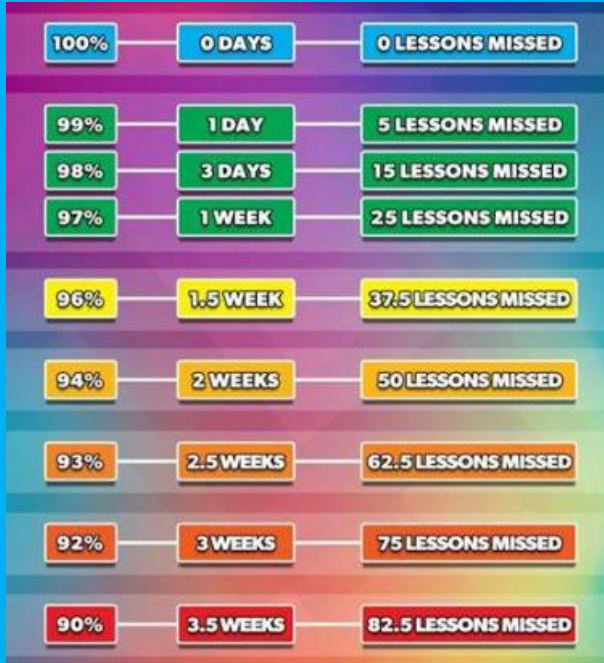 100% 0 DAYS 0 LESSONS MISSED
99% 1 DAY 5 LESSONS MISSED
98% 3 DAYS 15 LESSONS MISSED
97% 1 WEEK 25 LESSONS MISSED
96% 1.5 WEEK 37.5 LESSONS MISSED
94% 2 WEEKS 50 LESSONS MISSED
93% 2.5 WEEKS 62.5 LESSONS MISSED
92% 3 WEEKS 75 LESSONS MISSED
90% 3.5 WEEKS 82.5 LESSONS MISSED